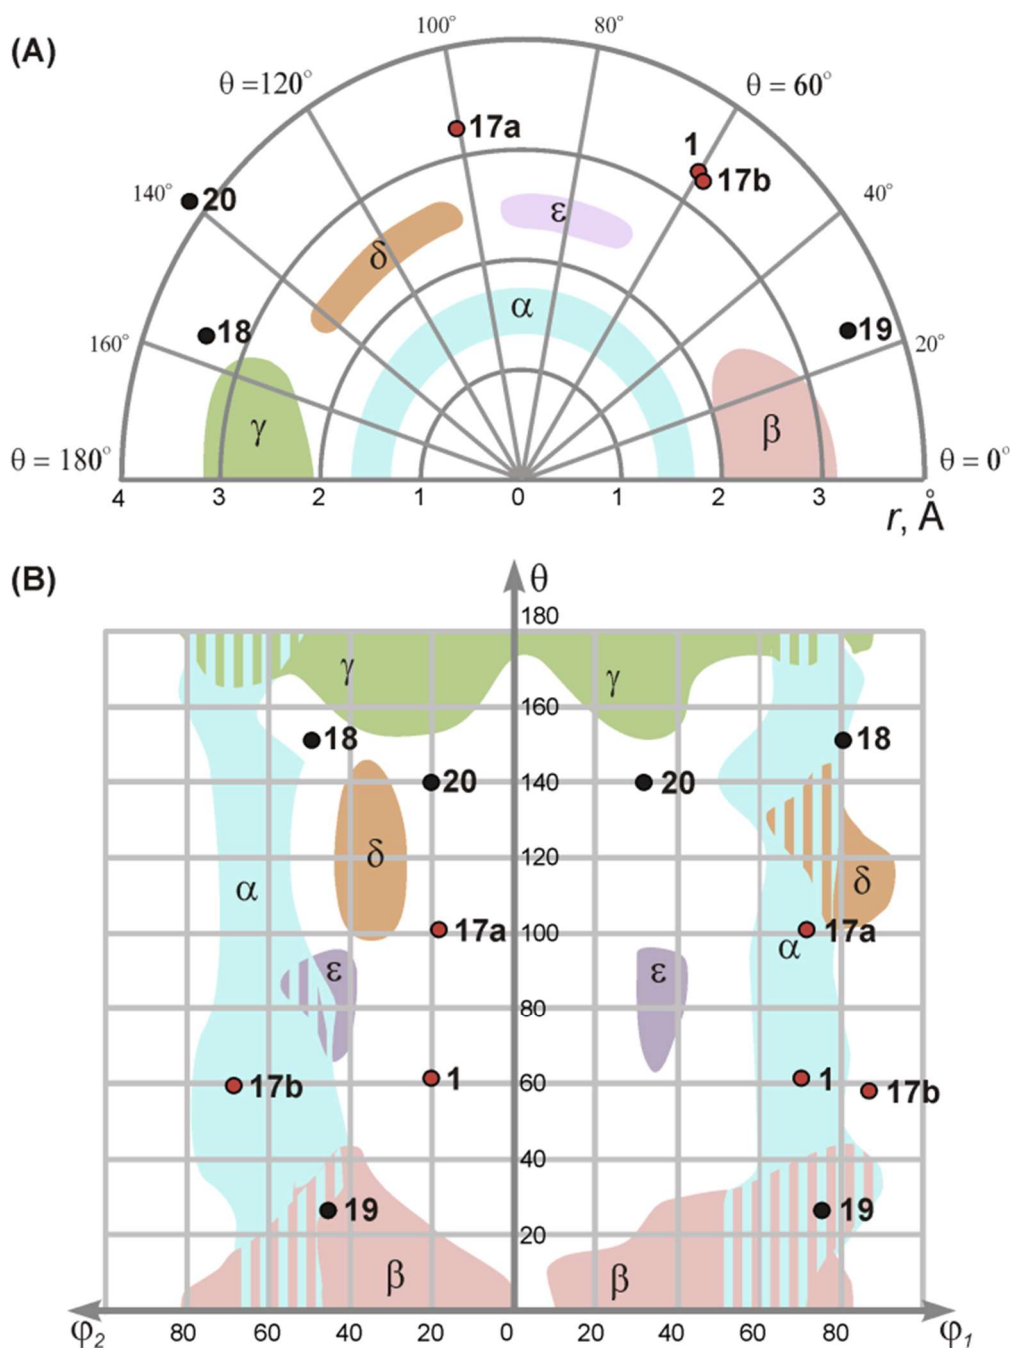 (A)
100°
80°
θ =120°
θ = 60°
17a
1
17b
140°
20
40°
ε
δ
α
18
19
160°
20°
γ
β
θ = 180°
θ = 0°
4 3 2 1 0 1 2 3
r, Å
(B)
θ
180
γ
γ
160
18
18
20
140
20
δ
120
δ
α
17a
100
17a
α
ε
ε
80
17b
1
60
1
17b
40
19
19
20
β
β
φ2 80 60 40 20 0 20 40 60 80 φ1